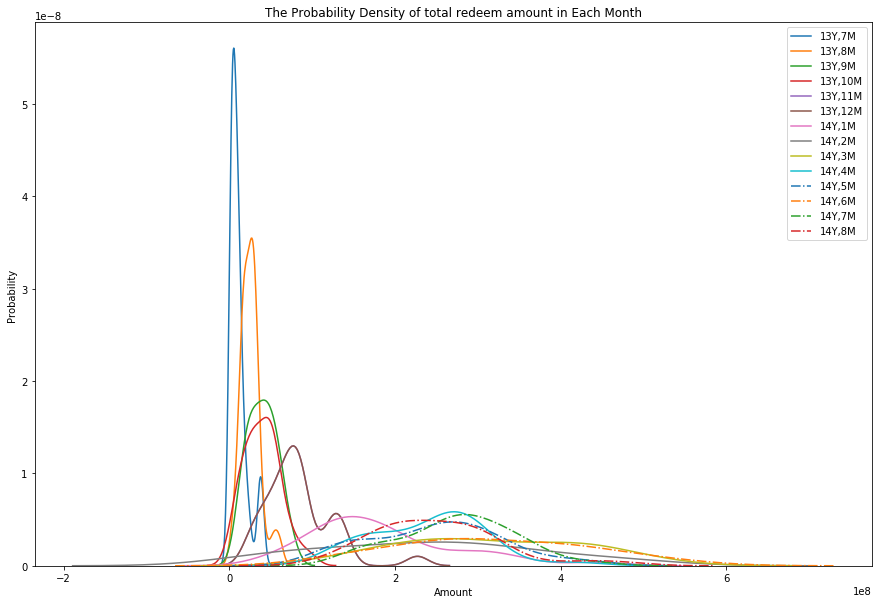 The Probability Density of total redeem amount in Each Month
1e−8
13Y,7M
13Y,8M
13Y,9M
13Y,10M
13Y,11M
13Y,12M
14Y,1M
14Y,2M
14Y,3M
14Y,4M
14Y,5M
14Y,6M
14Y,7M
14Y,8M
5
4
3
2
1
0
Probability
−2 0 2 4 6
1e8
Amount